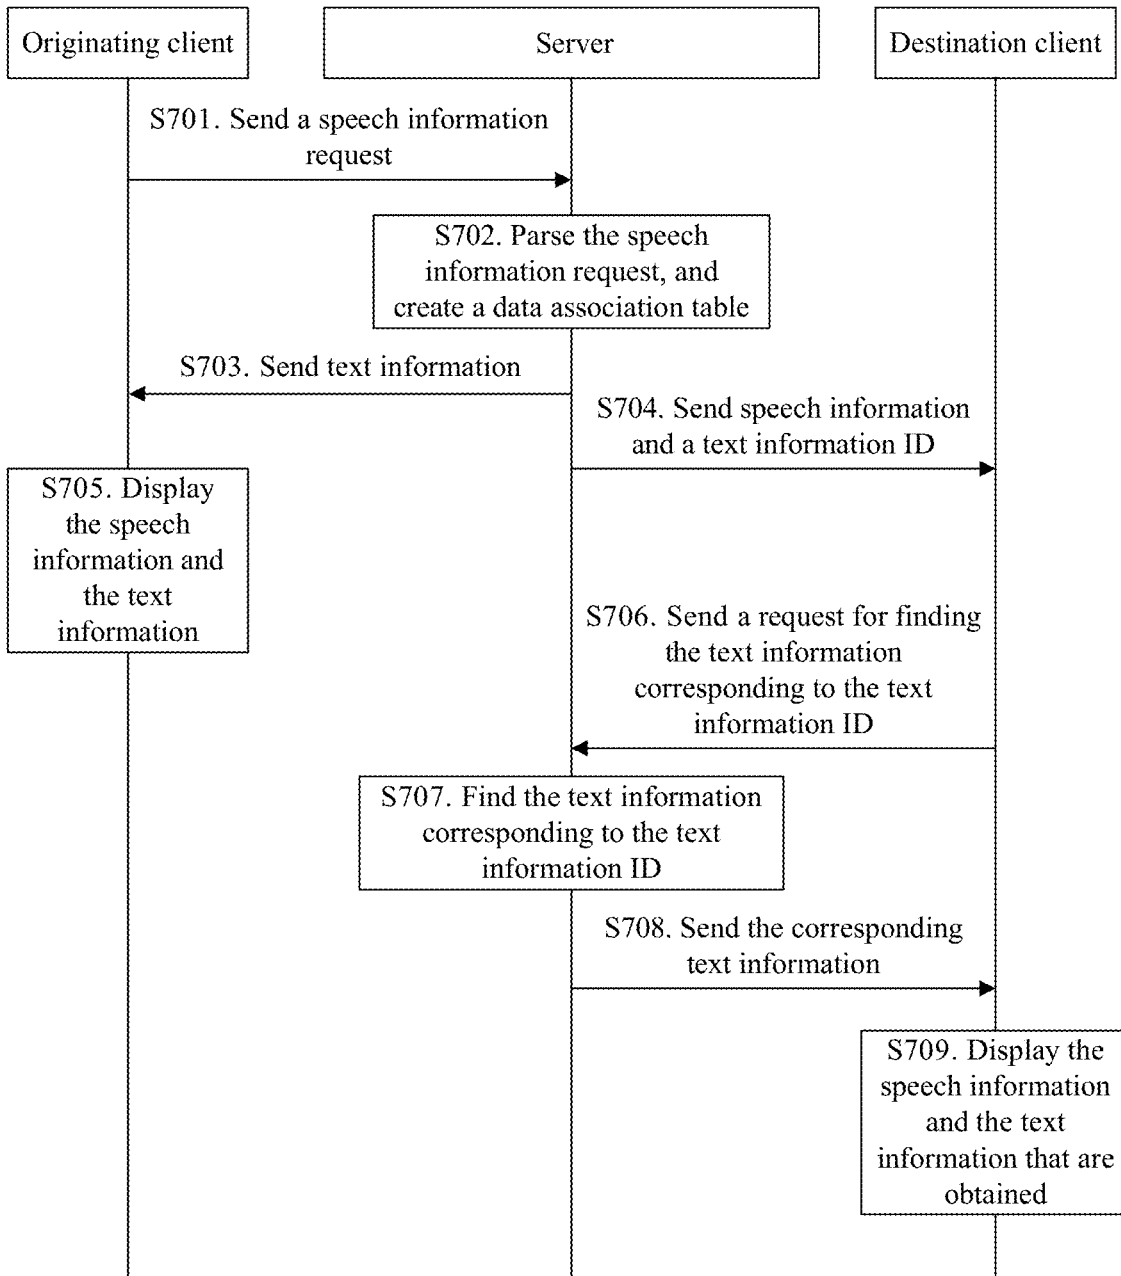 Originating client
Server
Destination client
S701. Send a speech information
request
S702. Parse the speech
information request, and
create a data association table
S703. Send text information
S704. Send speech information
and a text information ID
S705. Display
the speech
information and
the text
information
S706. Send a request for finding
the text information
corresponding to the text
information ID
S707. Find the text information
corresponding to the text
information ID
S708. Send the corresponding
text information
S709. Display the
speech information
and the text
information that are
obtained